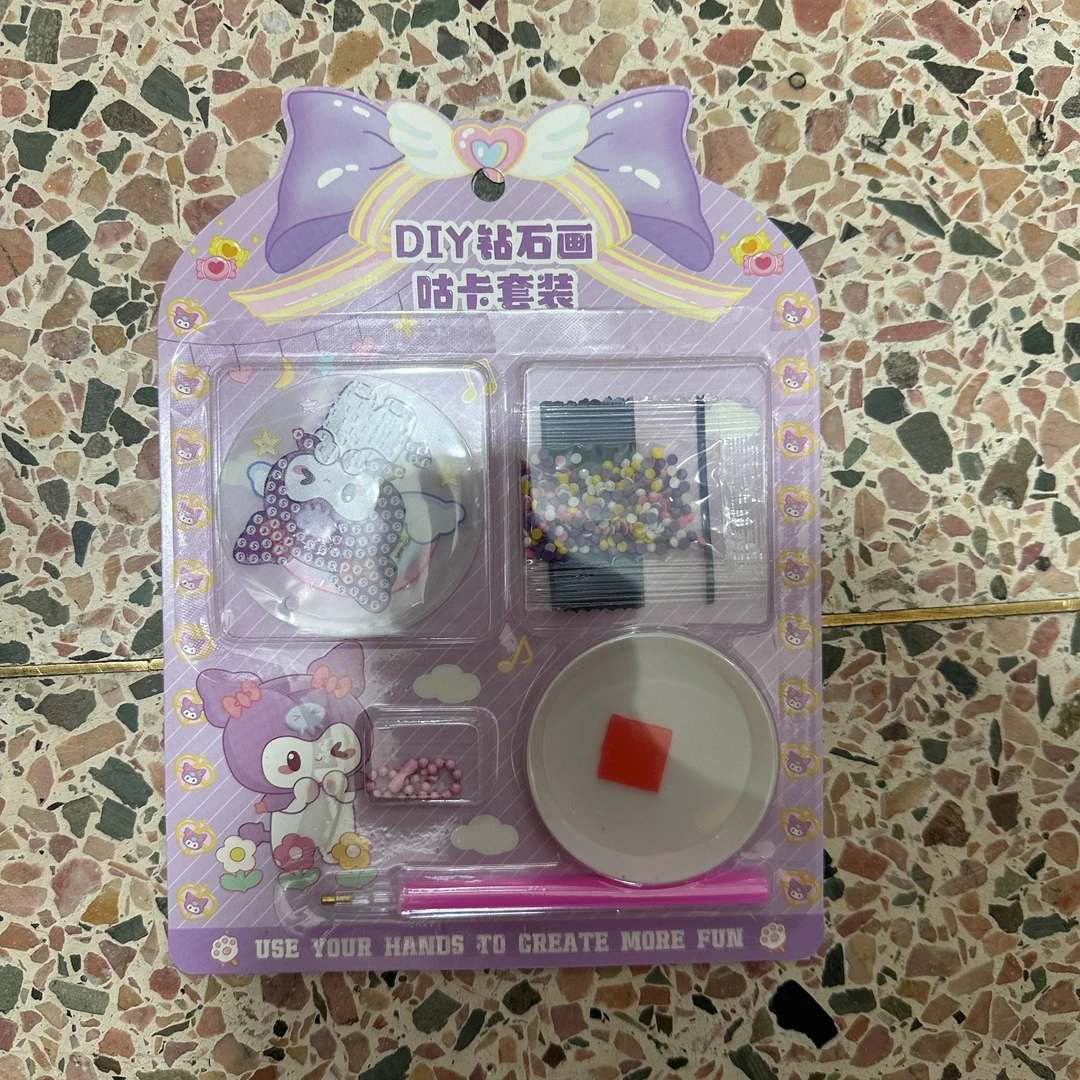 DIY钻石画
咕卡套装
USE YOUR HANDS TO CREATE MORE FUN